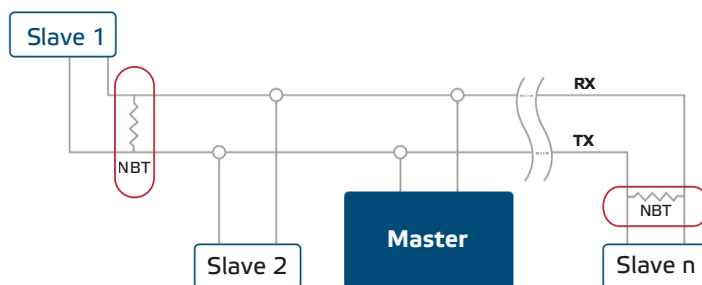 Slave 1
RX
TX
NBT
NBT
Master
Slave 2
Slave n